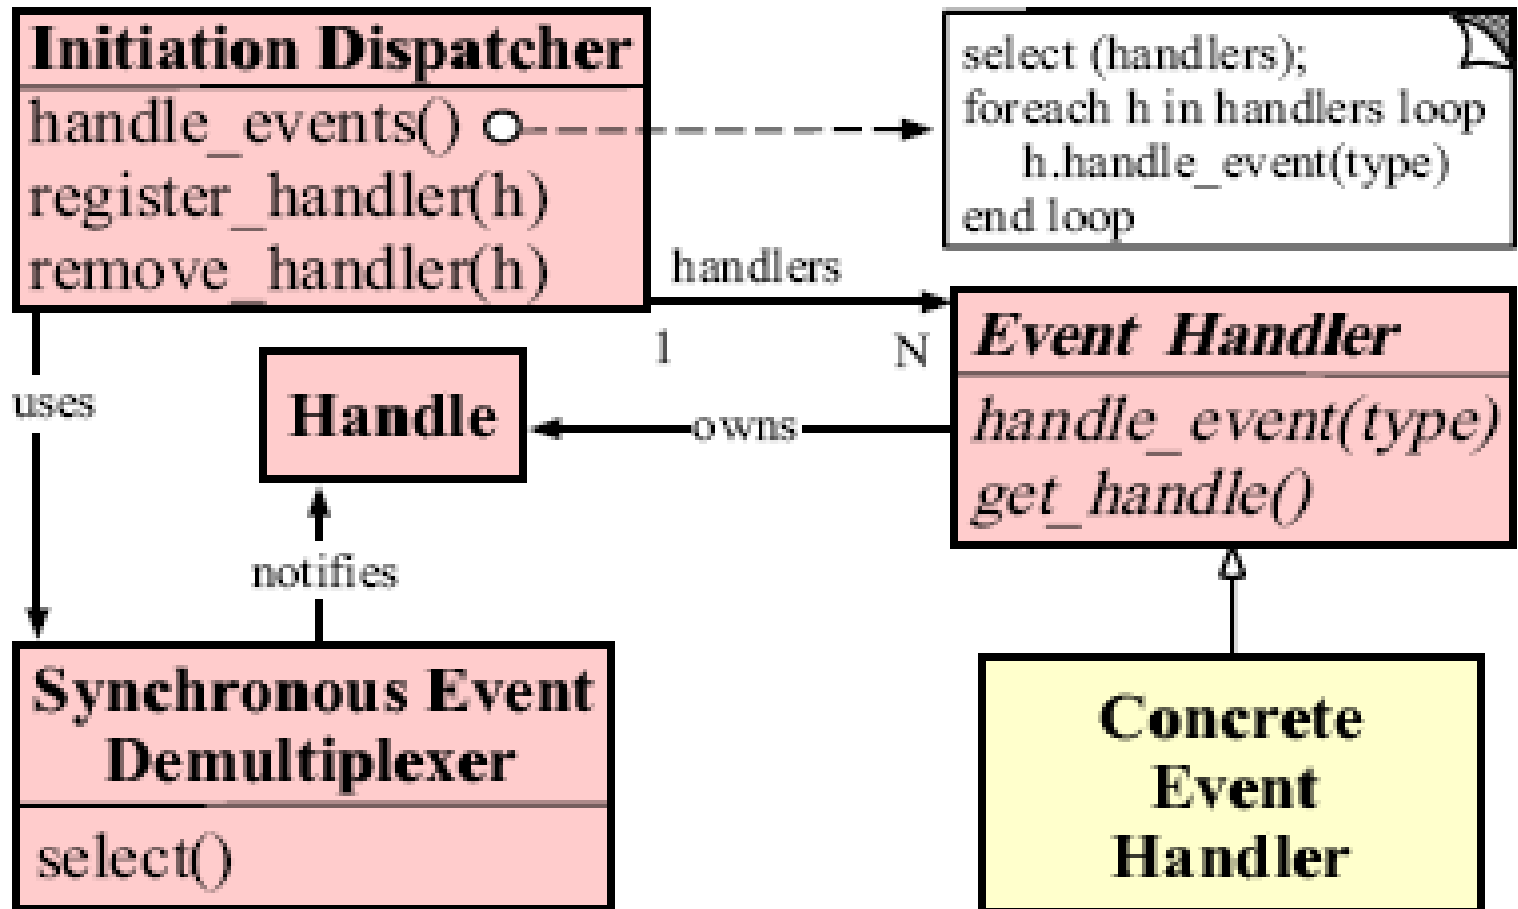 Initiation Dispatcher
handle_events()
register_handler(h)
remove_handler(h)
select (handlers);
foreach h in handlers loop
h.handle_event(type)
end loop
handlers
1 N
uses
Handle
owns
Event Handler
handle_event(type)
get_handle()
notifies
Synchronous Event
Demultiplexer
select()
Concrete
Event
Handler